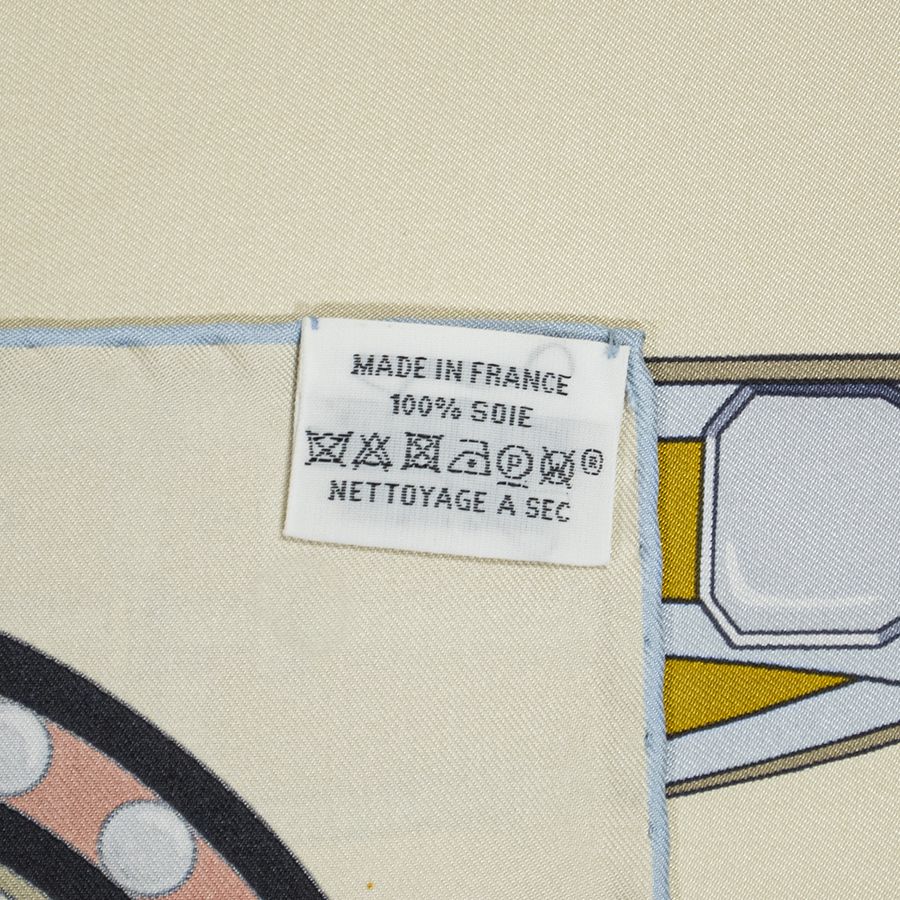 MADE IN FRANCE
100% SOIE
P ®
NETTOYAGE A SEC